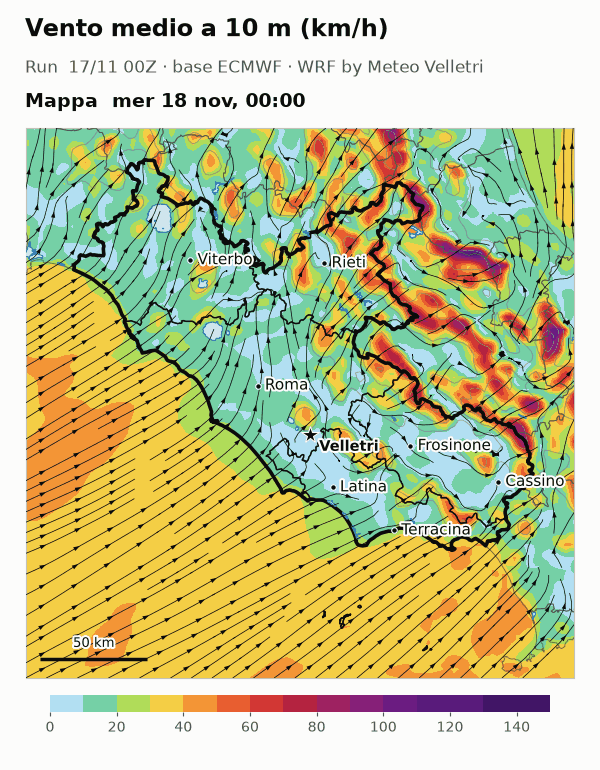 Vento medio a 10 m (km/h)
Run 17/11 00Z · base ECMWF · WRF by Meteo Velletri
Mappa mer 18 nov, 00:00
Viterbo
Rieti
Roma
Velletri
Frosinone
Latina
Cassino
Terracina
50 km
0 20 40 60 80 100 120 140